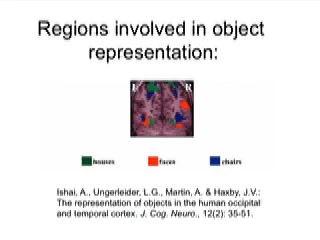 Regions involved in object
representation:
L R
houses faces chairs
Ishai, A., Ungerleider, L.G., Martin, A. & Haxby, J.V.:
The representation of objects in the human occipital
and temporal cortex. J. Cog. Neuro., 12(2): 35-51.